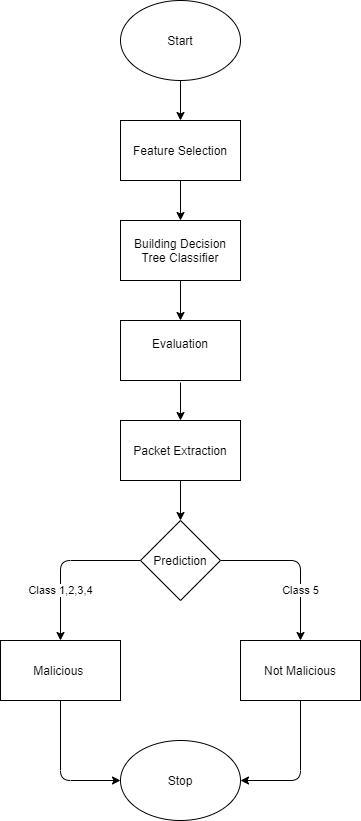 Start
Feature Selection
Building Decision
Tree Classifier
Evaluation
Packet Extraction
Prediction
Class 1,2,3,4
Class 5
Malicious
Not Malicious
Stop